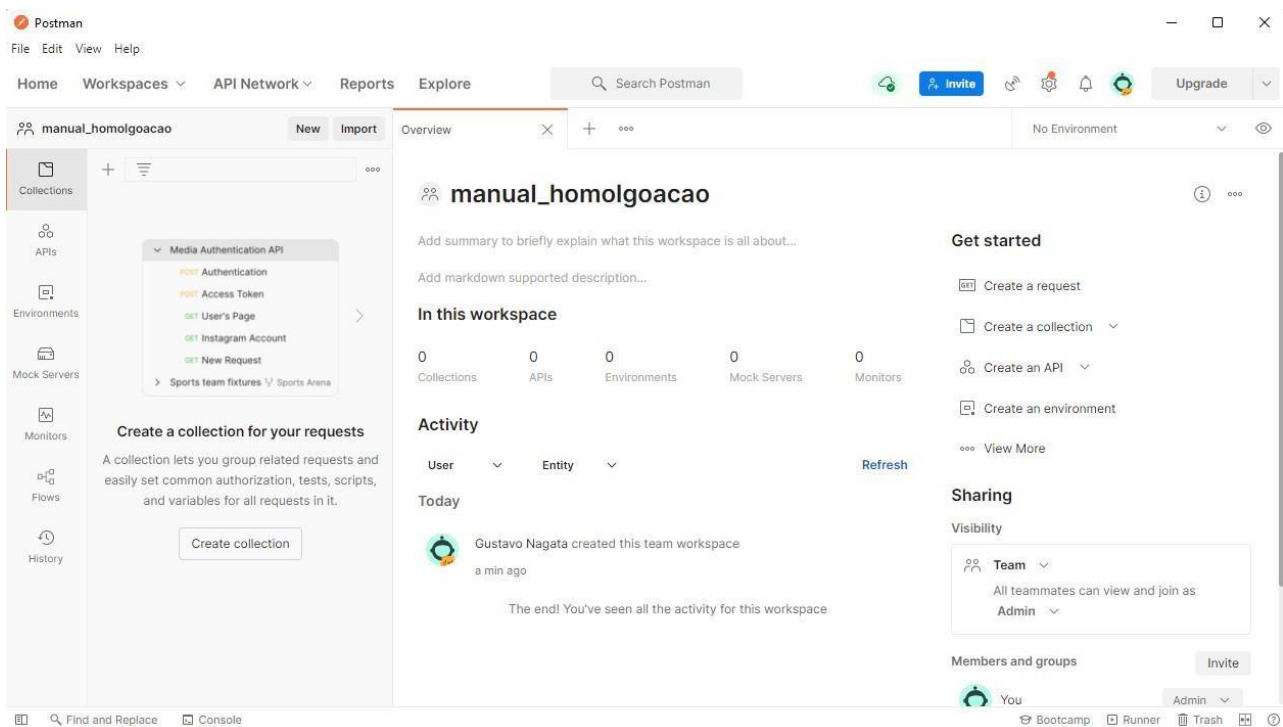 Postman
File Edit View Help
Home Workspaces API Network Reports Explore Search Postman Invite Upgrade
manual_homolgoacao New Import Overview No Environment
Collections
APIs
Environments
Mock Servers
Monitors
Flows
History
Media Authentication API
POST Authentication
POST Access Token
GET User's Page
GET Instagram Account
GET New Request
Sports team fixtures Sports Arena
Create a collection for your requests
A collection lets you group related requests and
easily set common authorization, tests, scripts,
and variables for all requests in it.
Create collection
manual_homolgoacao
Add summary to briefly explain what this workspace is all about...
Add markdown supported description...
In this workspace
0 0 0 0 0
Collections APIs Environments Mock Servers Monitors
Activity
User Entity Refresh
Today
Gustavo Nagata created this team workspace
a min ago
The end! You've seen all the activity for this workspace
Get started
GET Create a request
Create a collection
Create an API
Create an environment
View More
Sharing
Visibility
Team
All teammates can view and join as
Admin
Members and groups Invite
You Admin
Find and Replace Console Bootcamp Runner Trash